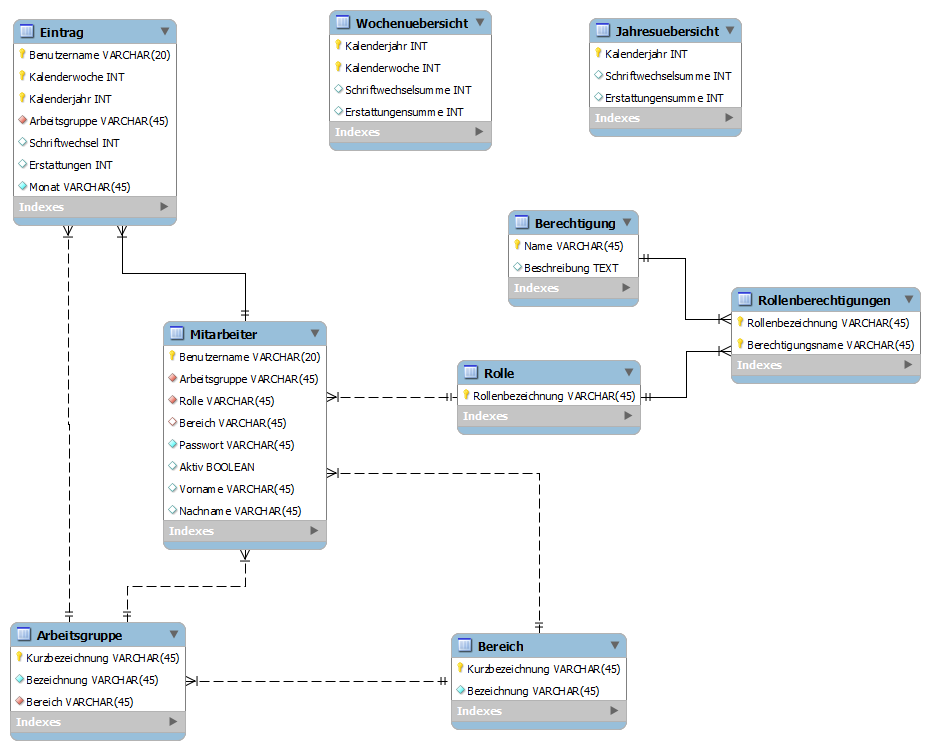 Eintrag
Benutzername VARCHAR(20)
Kalenderwoche INT
Kalenderjahr INT
Arbeitsgruppe VARCHAR(45)
Schriftwechsel INT
Erstattungen INT
Monat VARCHAR(45)
Indexes
Wochenuebersicht
Kalenderjahr INT
Kalenderwoche INT
Schriftwechselsumme INT
Erstattungensumme INT
Indexes
Jahresuebersicht
Kalenderjahr INT
Schriftwechselsumme INT
Erstattungensumme INT
Indexes
Berechtigung
Name VARCHAR(45)
Beschreibung TEXT
Indexes
Rollenberechtigungen
Rollenbezeichnung VARCHAR(45)
Berechtigungsname VARCHAR(45)
Indexes
Mitarbeiter
Benutzername VARCHAR(20)
Arbeitsgruppe VARCHAR(45)
Rolle VARCHAR(45)
Bereich VARCHAR(45)
Passwort VARCHAR(45)
Aktiv BOOLEAN
Vorname VARCHAR(45)
Nachname VARCHAR(45)
Indexes
Rolle
Rollenbezeichnung VARCHAR(45)
Indexes
Arbeitsgruppe
Kurzbezeichnung VARCHAR(45)
Bezeichnung VARCHAR(45)
Bereich VARCHAR(45)
Indexes
Bereich
Kurzbezeichnung VARCHAR(45)
Bezeichnung VARCHAR(45)
Indexes